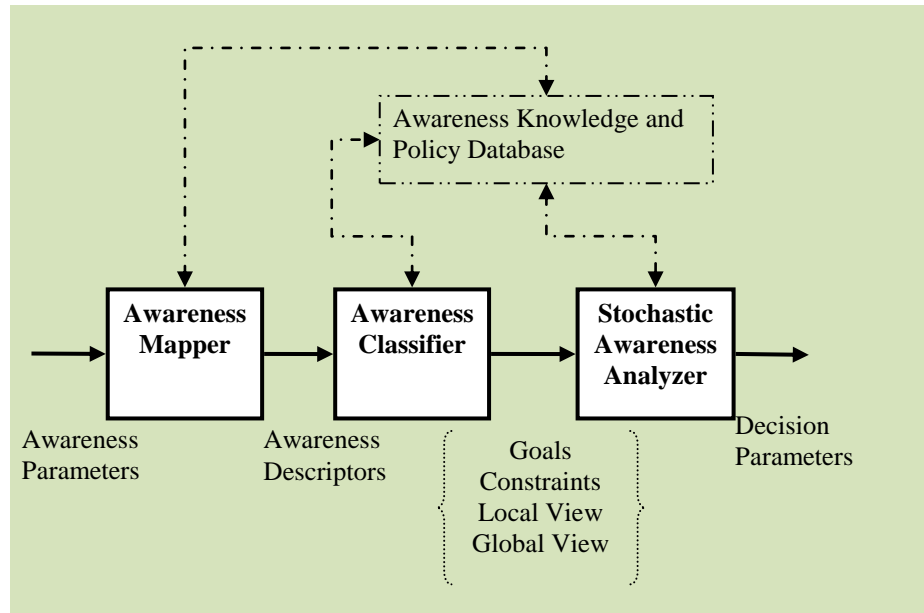 Awareness Knowledge and
Policy Database
Awareness
Mapper
Awareness
Classifier
Stochastic
Awareness
Analyzer
Awareness
Parameters
Awareness
Descriptors
Goals
Constraints
Local View
Global View
Decision
Parameters